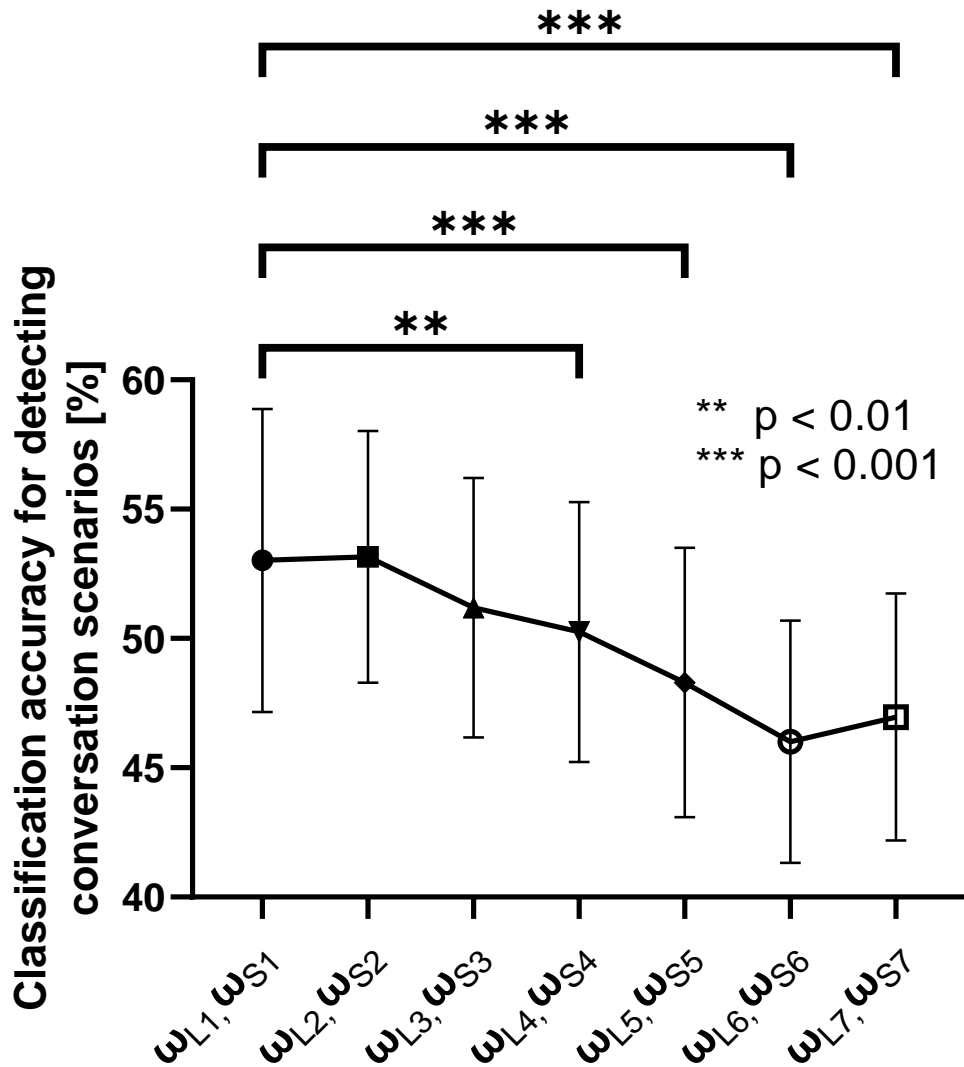 ***
***
***
**
Classification accuracy for detecting
conversation scenarios [%]
60
55
50
45
40
** p < 0.01
*** p < 0.001
ωL1, ωS1
ωL2, ωS2
ωL3, ωS3
ωL4, ωS4
ωL5, ωS5
ωL6, ωS6
ωL7, ωS7